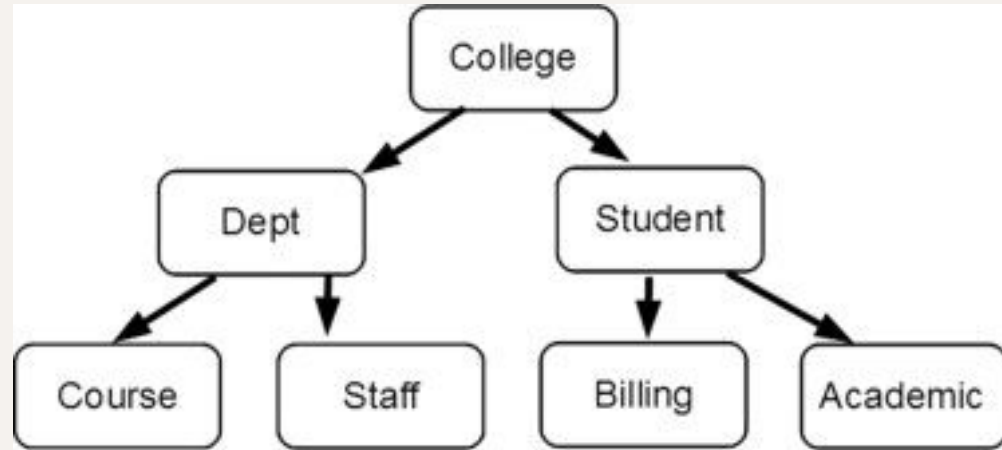 College
Dept
Student
Course
Staff
Billing
Academic